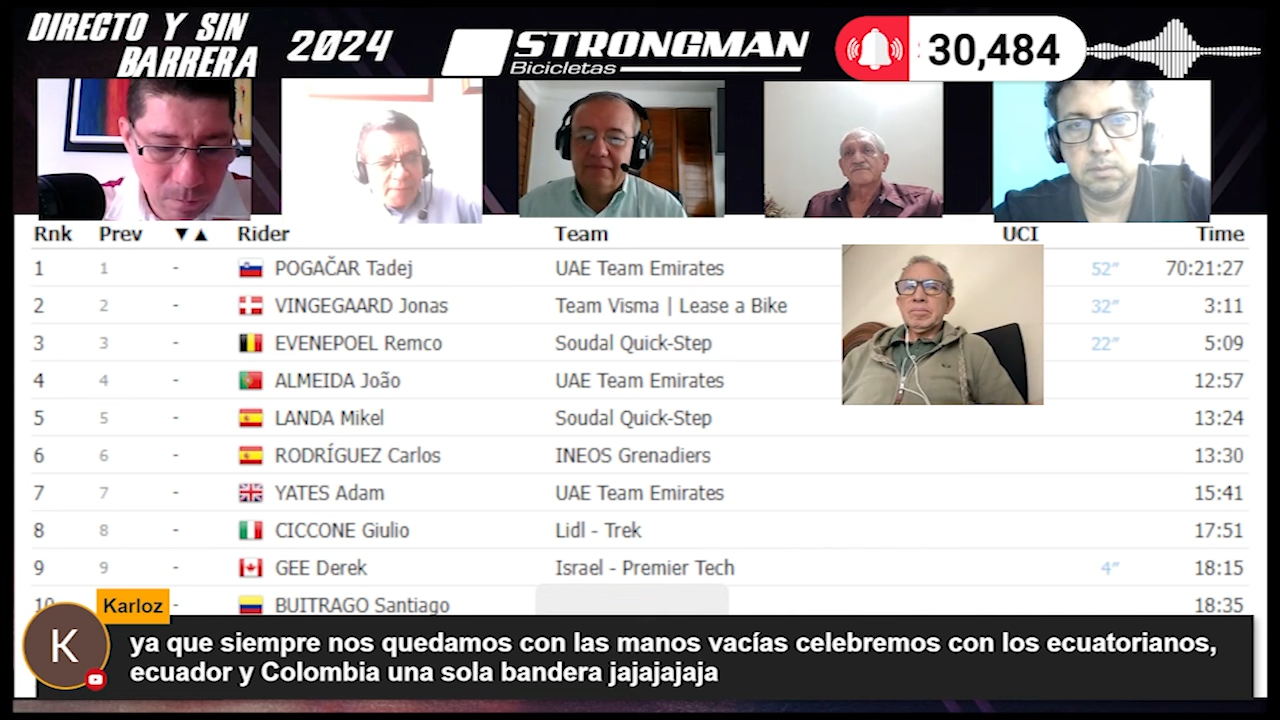 DIRECTO Y SIN BARRERA
2024
STRONGMAN
Bicicletas
30,484
Rnk Prev ▼▲ Rider Team UCI Time
1 1 - POGAČAR Tadej UAE Team Emirates 52″ 70:21:27
2 2 - VINGEGAARD Jonas Team Visma | Lease a Bike 32″ 3:11
3 3 - EVENEPOEL Remco Soudal Quick-Step 22″ 5:09
4 4 - ALMEIDA João UAE Team Emirates 12:57
5 5 - LANDA Mikel Soudal Quick-Step 13:24
6 6 - RODRÍGUEZ Carlos INEOS Grenadiers 13:30
7 7 - YATES Adam UAE Team Emirates 15:41
8 8 - CICCONE Giulio Lidl - Trek 17:51
9 9 - GEE Derek Israel - Premier Tech 4″ 18:15
10 - BUITRAGO Santiago 18:35
Karloz
K
ya que siempre nos quedamos con las manos vacías celebremos con los ecuatorianos,
ecuador y Colombia una sola bandera jajajajaja